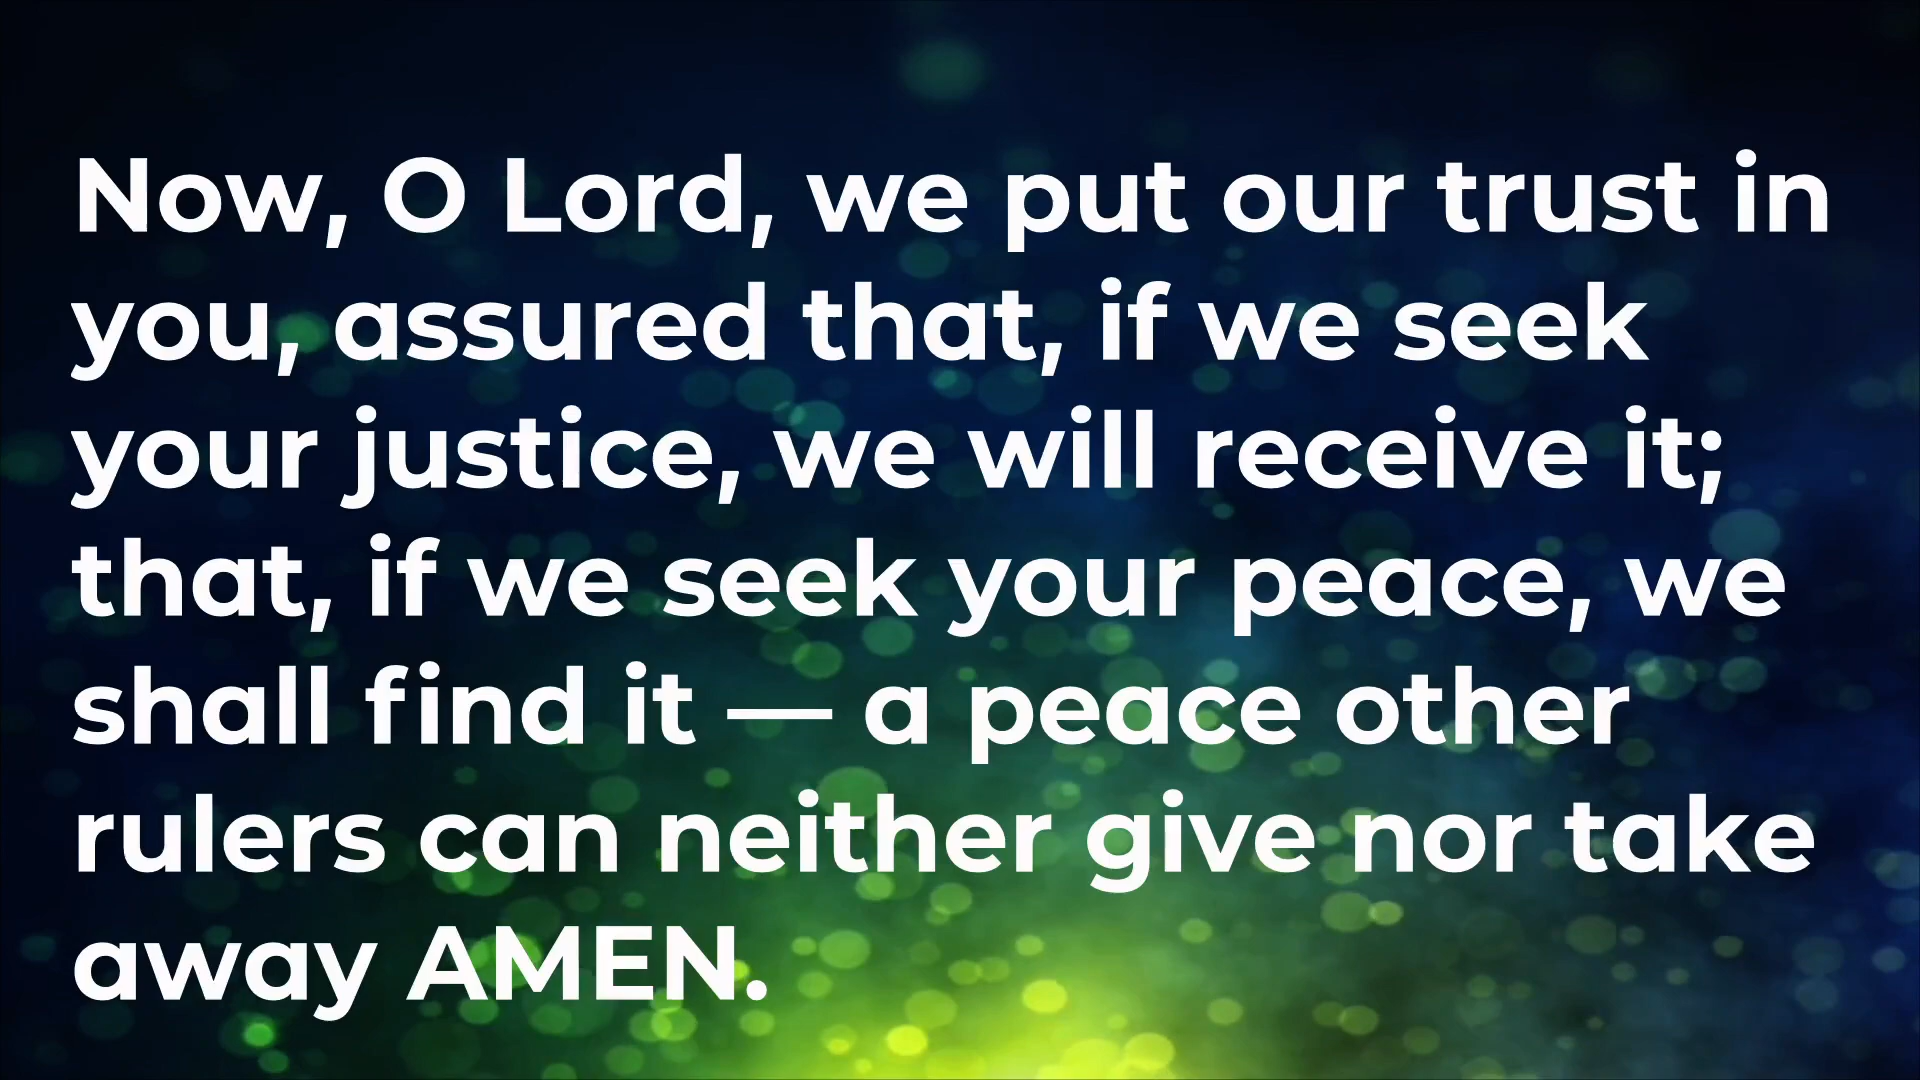 Now, O Lord, we put our trust in
you, assured that, if we seek
your justice, we will receive it;
that, if we seek your peace, we
shall find it — a peace other
rulers can neither give nor take
away AMEN.